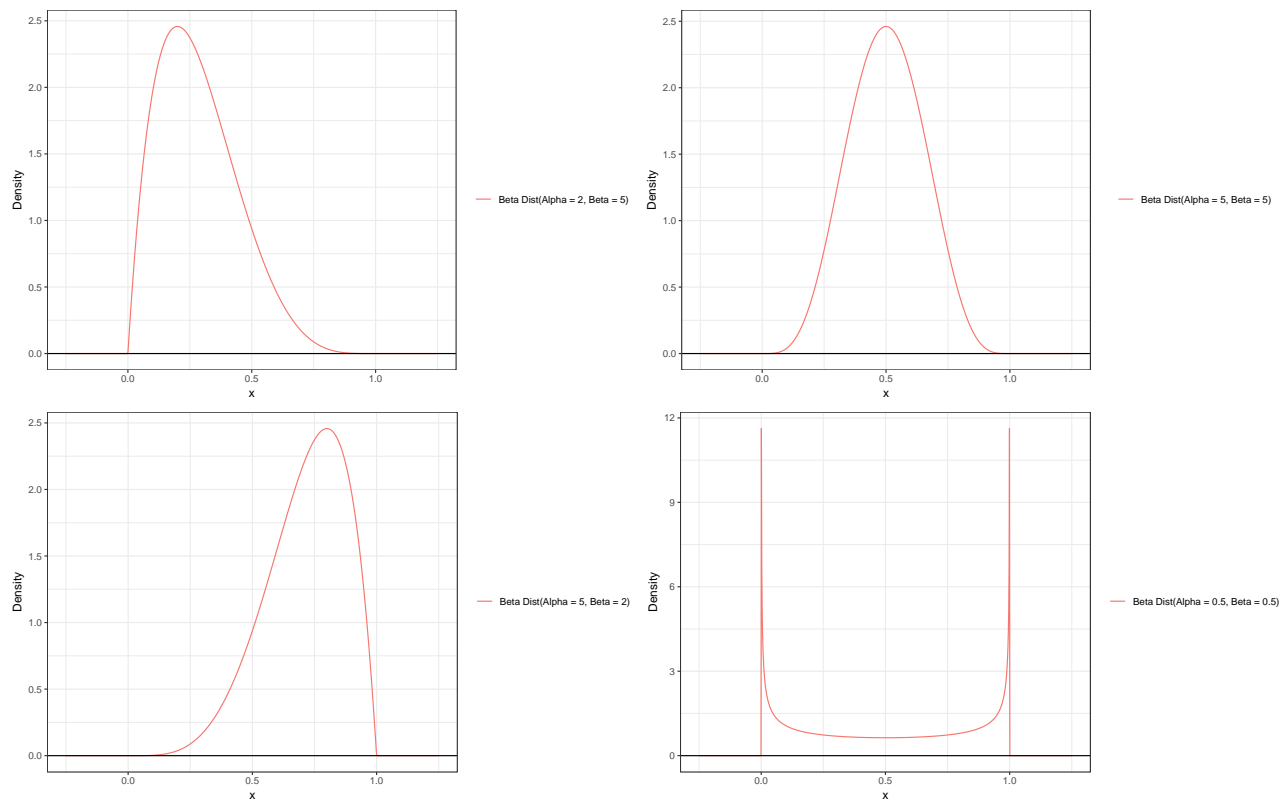 2.5
2.0
1.5
1.0
0.5
0.0
Density
0.0 0.5 1.0
x
Beta Dist(Alpha = 2, Beta = 5)
2.5
2.0
1.5
1.0
0.5
0.0
Density
0.0 0.5 1.0
x
Beta Dist(Alpha = 5, Beta = 5)
2.5
2.0
1.5
1.0
0.5
0.0
Density
0.0 0.5 1.0
x
Beta Dist(Alpha = 5, Beta = 2)
12
9
6
3
0
Density
0.0 0.5 1.0
x
Beta Dist(Alpha = 0.5, Beta = 0.5)